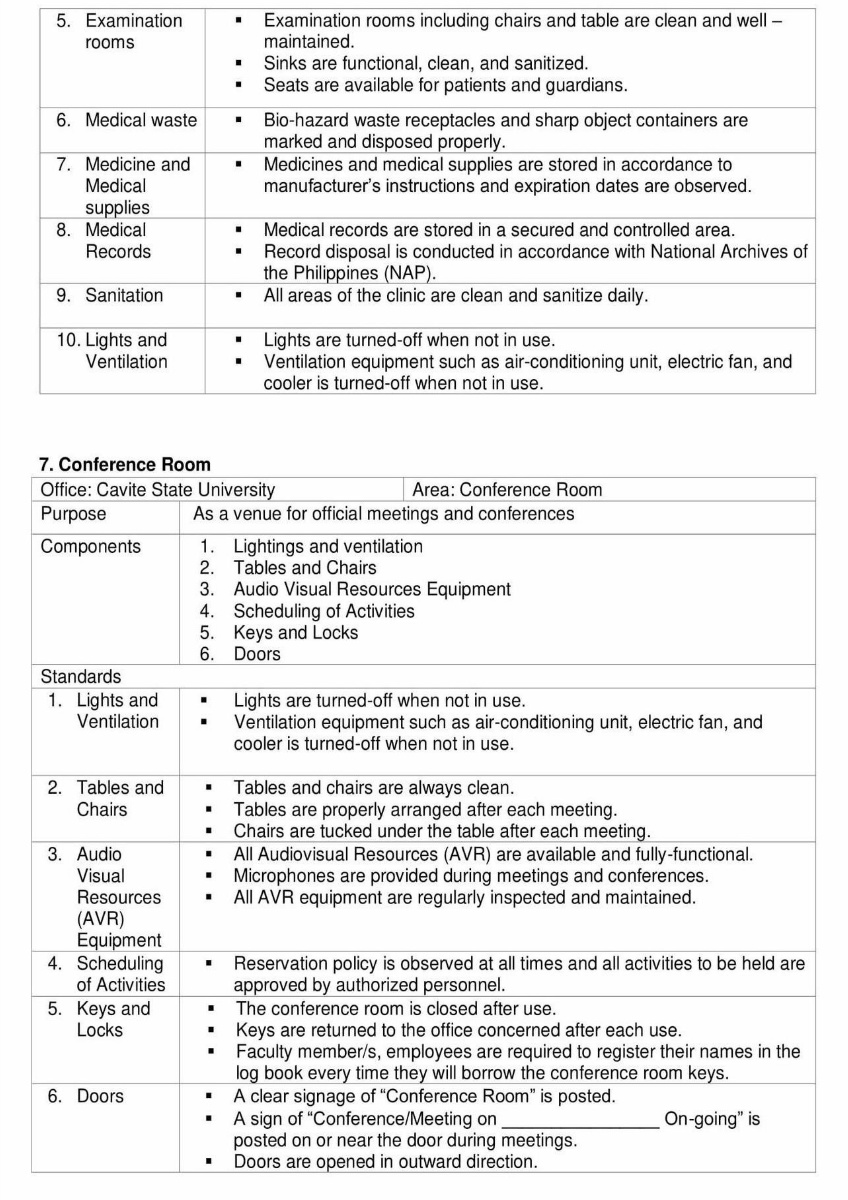 5. Examination rooms
▪ Examination rooms including chairs and table are clean and well –
maintained.
▪ Sinks are functional, clean, and sanitized.
▪ Seats are available for patients and guardians.
6. Medical waste
▪ Bio-hazard waste receptacles and sharp object containers are
marked and disposed properly.
7. Medicine and
Medical
supplies
▪ Medicines and medical supplies are stored in accordance to
manufacturer's instructions and expiration dates are observed.
8. Medical
Records
▪ Medical records are stored in a secured and controlled area.
▪ Record disposal is conducted in accordance with National Archives of
the Philippines (NAP).
9. Sanitation
▪ All areas of the clinic are clean and sanitize daily.
10. Lights and
Ventilation
▪ Lights are turned-off when not in use.
▪ Ventilation equipment such as air-conditioning unit, electric fan, and
cooler is turned-off when not in use.
7. Conference Room
Office: Cavite State University
Area: Conference Room
Purpose
As a venue for official meetings and conferences
Components
1. Lightings and ventilation
2. Tables and Chairs
3. Audio Visual Resources Equipment
4. Scheduling of Activities
5. Keys and Locks
6. Doors
Standards
1. Lights and
Ventilation
▪ Lights are turned-off when not in use.
▪ Ventilation equipment such as air-conditioning unit, electric fan, and
cooler is turned-off when not in use.
2. Tables and
Chairs
▪ Tables and chairs are always clean.
▪ Tables are properly arranged after each meeting.
▪ Chairs are tucked under the table after each meeting.
3. Audio
Visual
Resources
(AVR)
Equipment
▪ All Audiovisual Resources (AVR) are available and fully-functional.
▪ Microphones are provided during meetings and conferences.
▪ All AVR equipment are regularly inspected and maintained.
4. Scheduling
of Activities
▪ Reservation policy is observed at all times and all activities to be held are
approved by authorized personnel.
5. Keys and
Locks
▪ The conference room is closed after use.
▪ Keys are returned to the office concerned after each use.
▪ Faculty member/s, employees are required to register their names in the
log book every time they will borrow the conference room keys.
6. Doors
▪ A clear signage of “Conference Room” is posted.
▪ A sign of “Conference/Meeting on ________________ On-going” is
posted on or near the door during meetings.
▪ Doors are opened in outward direction.